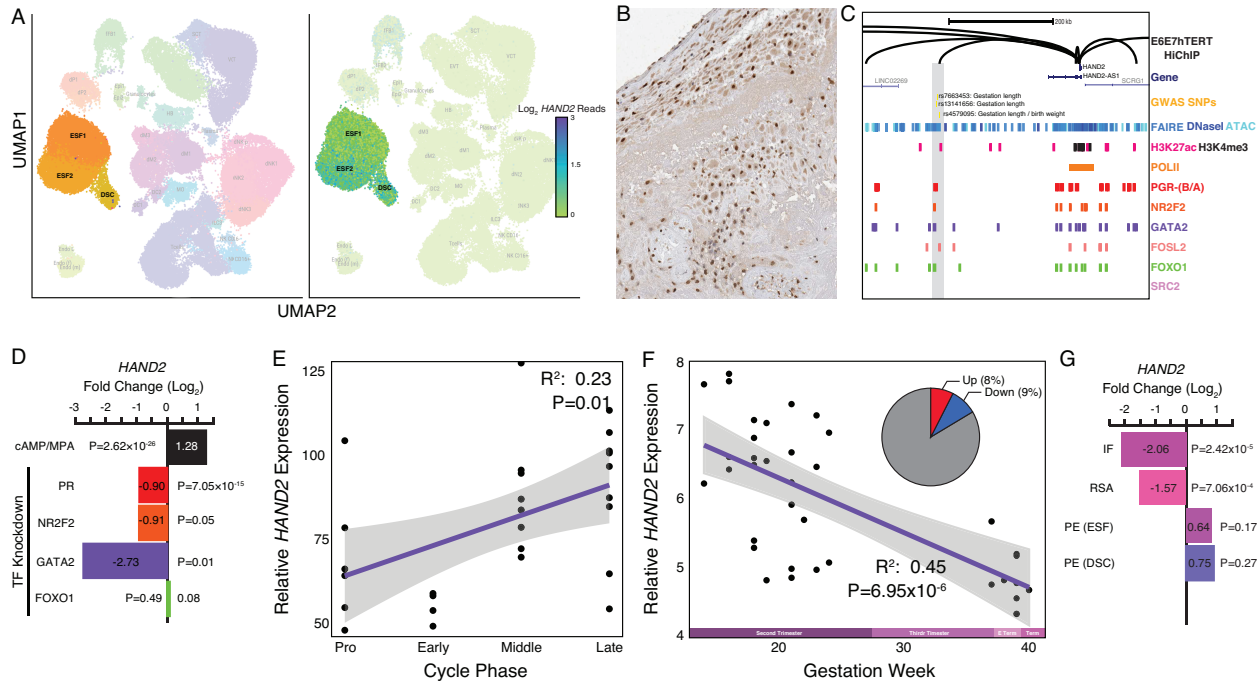 A
UMAP1
UMAP2
ESF1
ESF2
DSC
ESF1
ESF2
DSC
Log2 HAND2 Reads
3
1.5
0
B
C
200 kb
E6E7hTERT
HiChIP
HAND2
HAND2-AS1
LINC02269
SCRG1
Gene
rs7663453: Gestation length
rs13141656: Gestation length
rs4579095: Gestation length / birth weight
GWAS SNPs
FAIRE DNaseI ATAC
H3K27ac H3K4me3
POLII
PGR-(B/A)
NR2F2
GATA2
FOSL2
FOXO1
SRC2
D
HAND2
Fold Change (Log2)
-3 -2 -1 0 1
cAMP/MPA P=2.62x10-26 1.28
TF Knockdown
PR -0.90 P=7.05x10-15
NR2F2 -0.91 P=0.05
GATA2 -2.73 P=0.01
FOXO1 P=0.49 0.08
E
Relative HAND2 Expression
125
100
75
50
R2: 0.23
P=0.01
Pro Early Middle Late
Cycle Phase
F
Relative HAND2 Expression
8
7
6
5
4
Up (8%)
Down (9%)
R2: 0.45
P=6.95x10-6
Second Trimester Thirdr Timester E Term Term
20 30 40
Gestation Week
G
HAND2
Fold Change (Log2)
-2 -1 0 1
IF -2.06 P=2.42x10-5
RSA -1.57 P=7.06x10-4
PE (ESF) 0.64 P=0.17
PE (DSC) 0.75 P=0.27